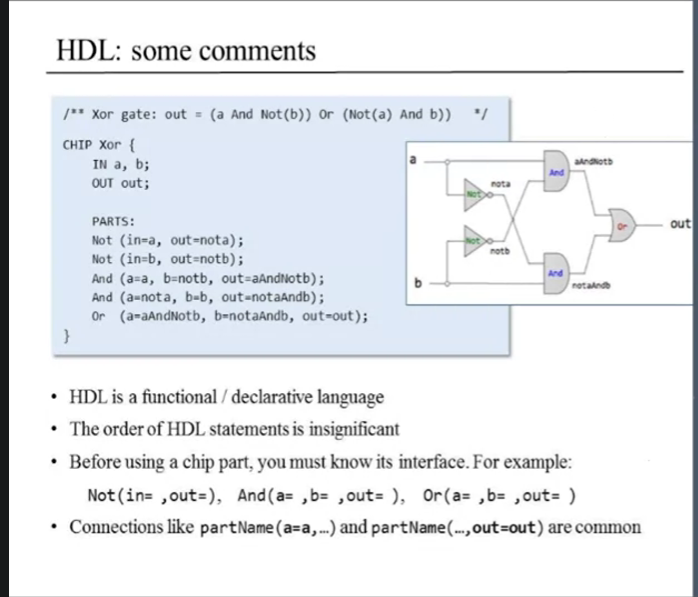 HDL: some comments
/** Xor gate: out = (a And Not(b)) Or (Not(a) And b)) */
CHIP Xor {
IN a, b;
OUT out;
PARTS:
Not (in=a, out=nota);
Not (in=b, out=notb);
And (a=a, b=notb, out=aAndNotb);
And (a=nota, b=b, out=notaAndb);
Or (a=aAndNotb, b=notaAndb, out=out);
}
a
And
aAndNotb
Not
nota
Or
out
Not
notb
b
And
notaAndb
• HDL is a functional / declarative language
• The order of HDL statements is insignificant
• Before using a chip part, you must know its interface. For example:
Not(in= ,out=), And(a= ,b= ,out= ), Or(a= ,b= ,out= )
• Connections like partName(a=a,…) and partName(…,out=out) are common